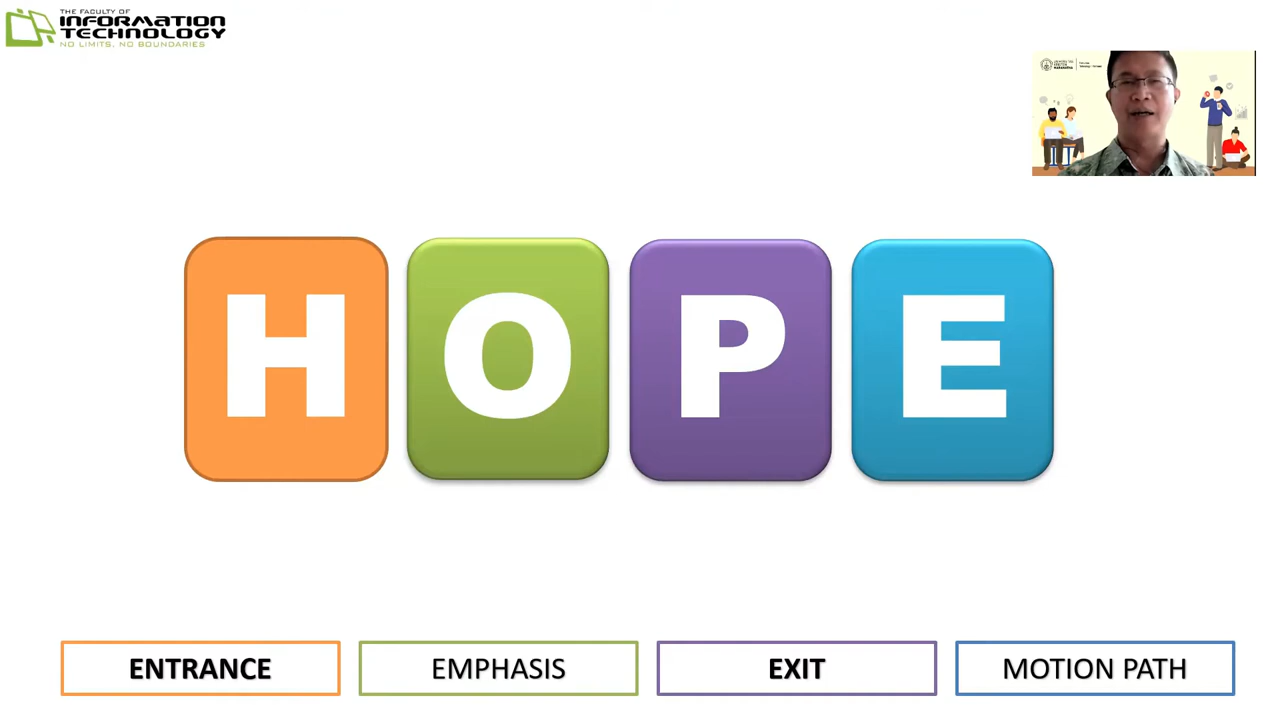 THE FACULTY OF
INFORMATION
TECHNOLOGY
NO LIMITS, NO BOUNDARIES
H O P E
ENTRANCE EMPHASIS EXIT MOTION PATH